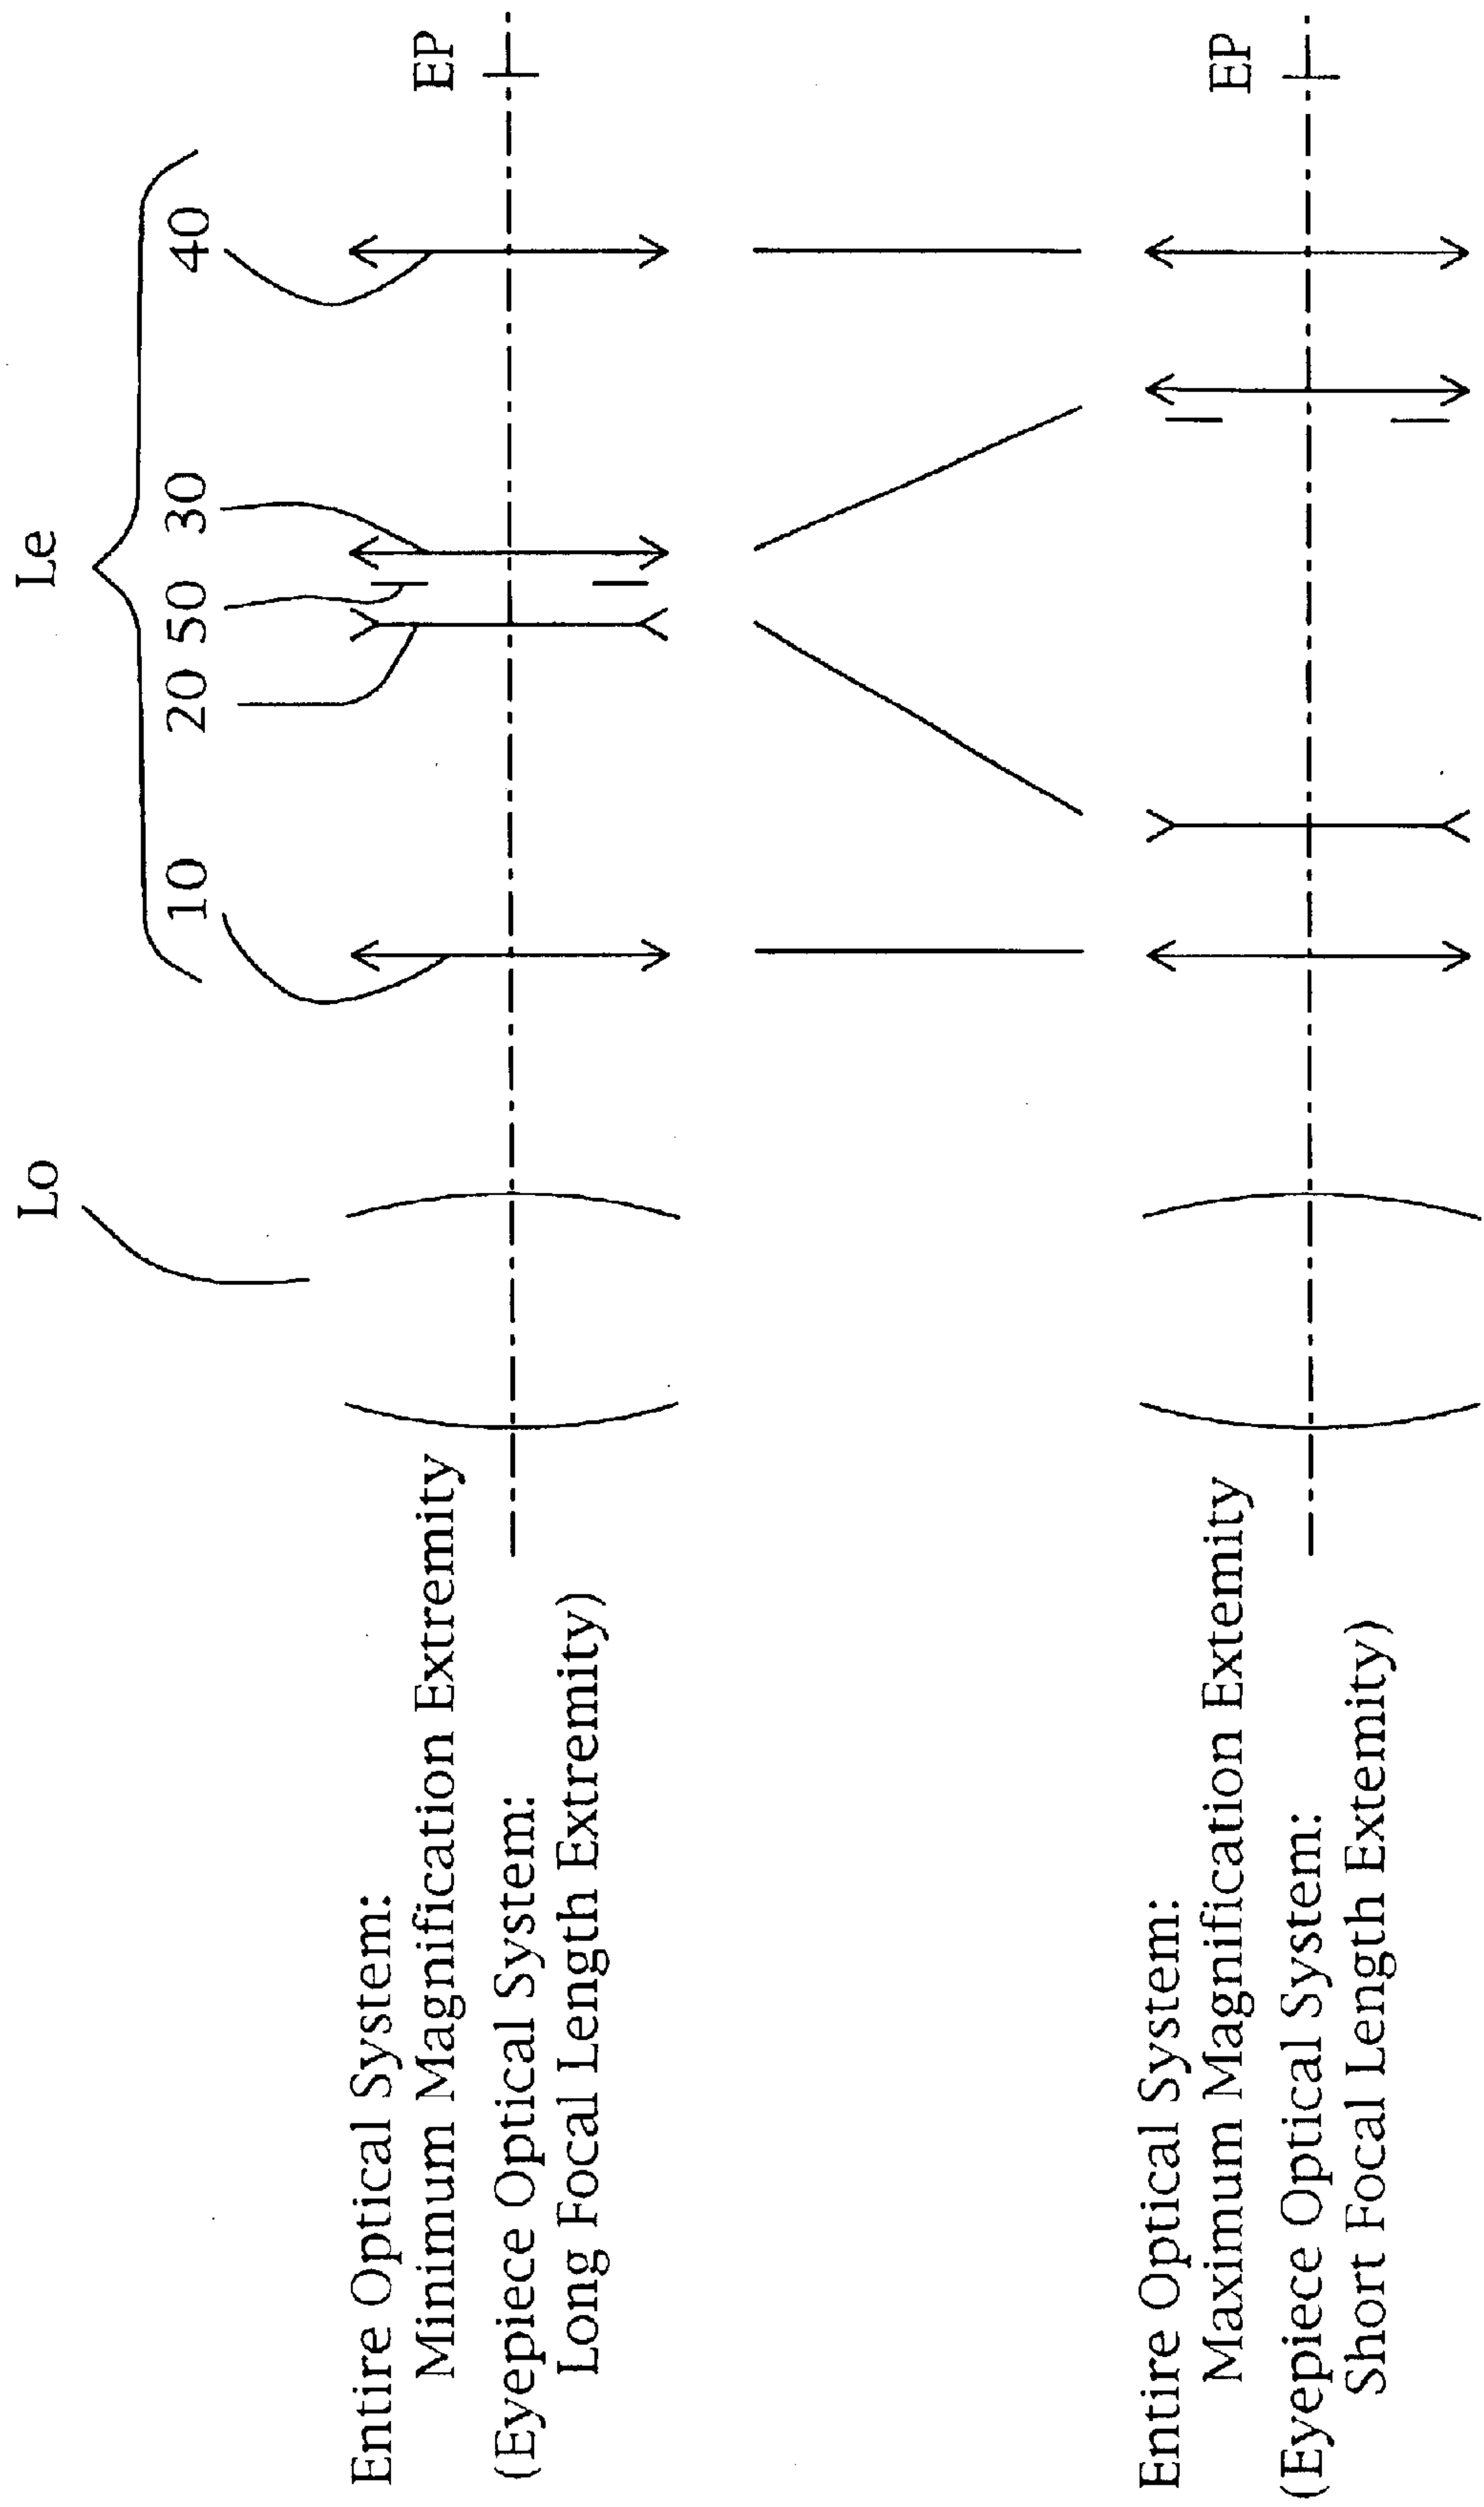 Lo
Le
10
20
50
30
40
Entire Optical System:
Minimum Magnification Extremity
(Eyepiece Optical System:
Long Focal Length Extremity)
EP
Entire Optical System:
Maximum Magnification Extemity
(Eyepiece Optical System:
Short Focal Length Extemity)
EP